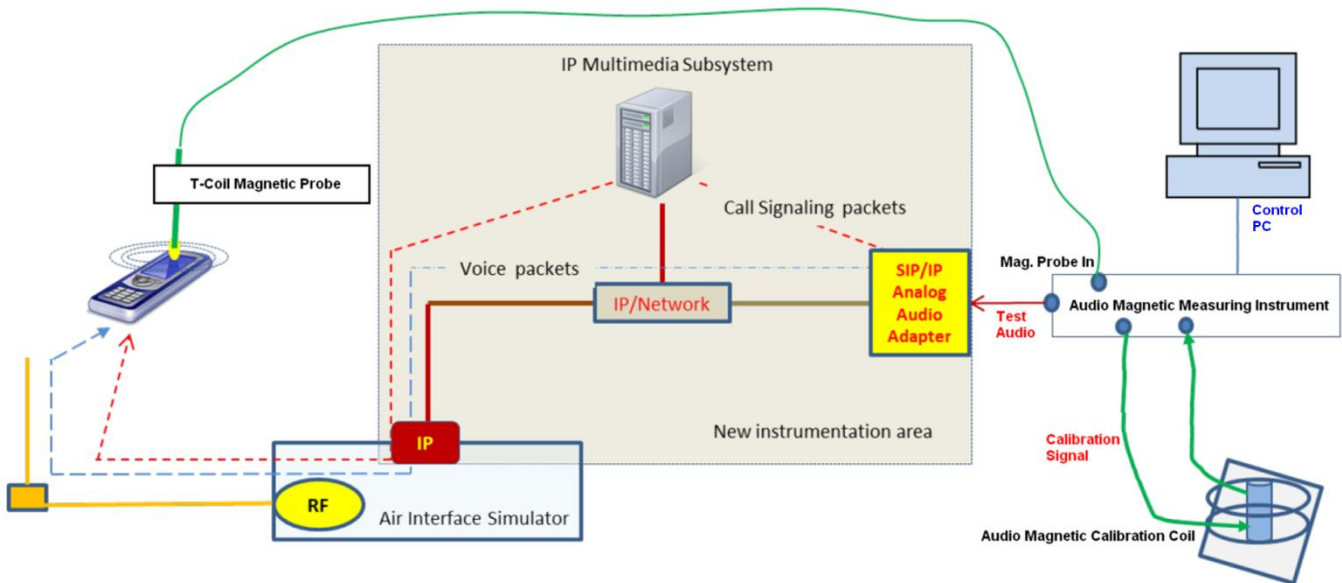 IP Multimedia Subsystem
T-Coil Magnetic Probe
Call Signaling packets
Control
PC
Voice packets
Mag. Probe In
SIP/IP
Analog
Audio
Adapter
IP/Network
Test
Audio
Audio Magnetic Measuring Instrument
IP
New instrumentation area
Calibration
Signal
RF
Air Interface Simulator
Audio Magnetic Calibration Coil